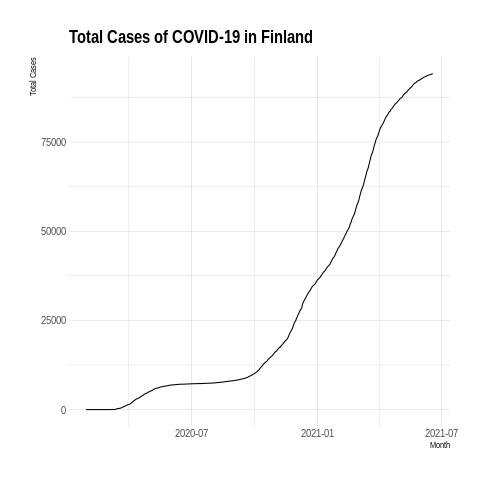 Total Cases of COVID-19 in Finland
Total Cases
75000
50000
25000
0
2020-07
2021-01
2021-07
Month